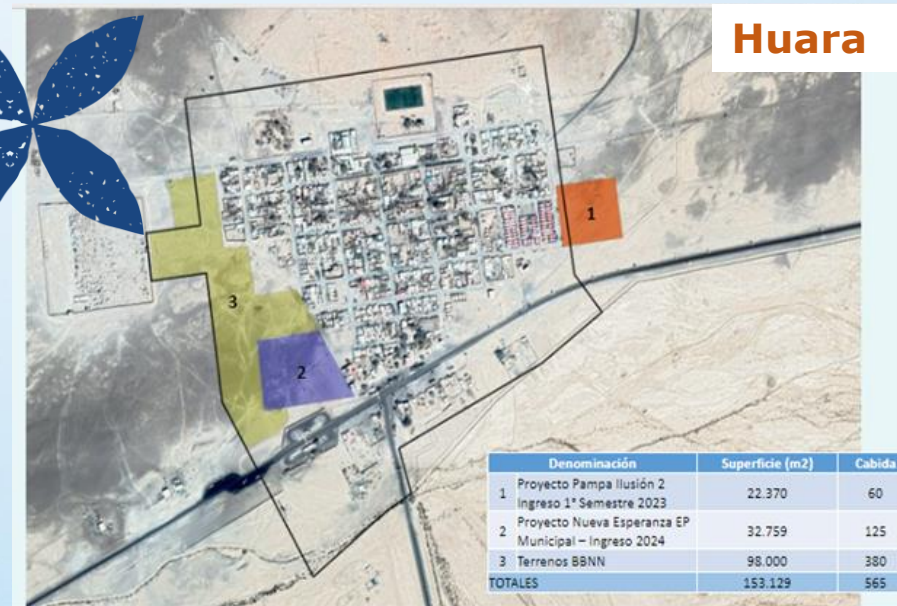 Huara
1
3
2
Denominación Superficie (m2) Cabida
1 Proyecto Pampa Ilusión 2 Ingreso 1° Semestre 2023 22.370 60
2 Proyecto Nueva Esperanza EP Municipal – Ingreso 2024 32.759 125
3 Terrenos BBNN 98.000 380
TOTALES 153.129 565